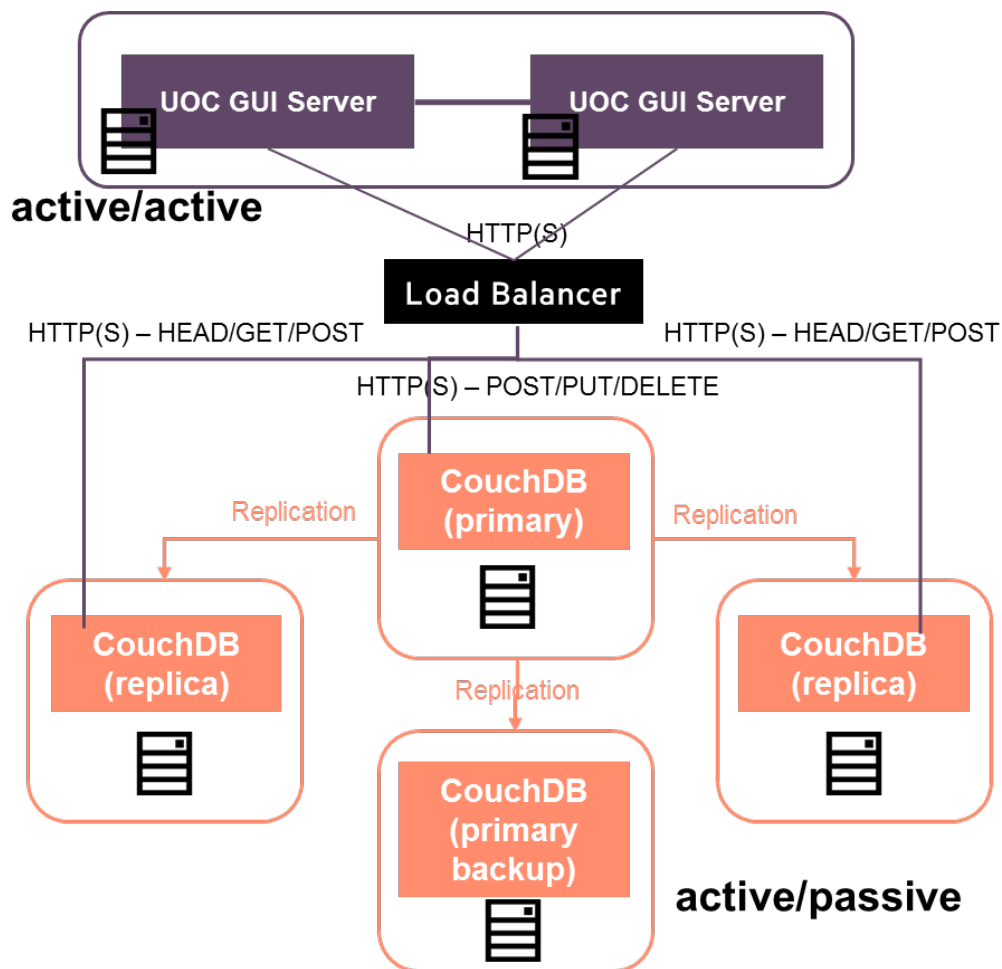 UOC GUI Server
UOC GUI Server
active/active
HTTP(S)
Load Balancer
HTTP(S) – HEAD/GET/POST
HTTP(S) – HEAD/GET/POST
HTTP(S) – POST/PUT/DELETE
CouchDB
(primary)
Replication
Replication
CouchDB
(replica)
CouchDB
(replica)
Replication
CouchDB
(primary
backup)
active/passive